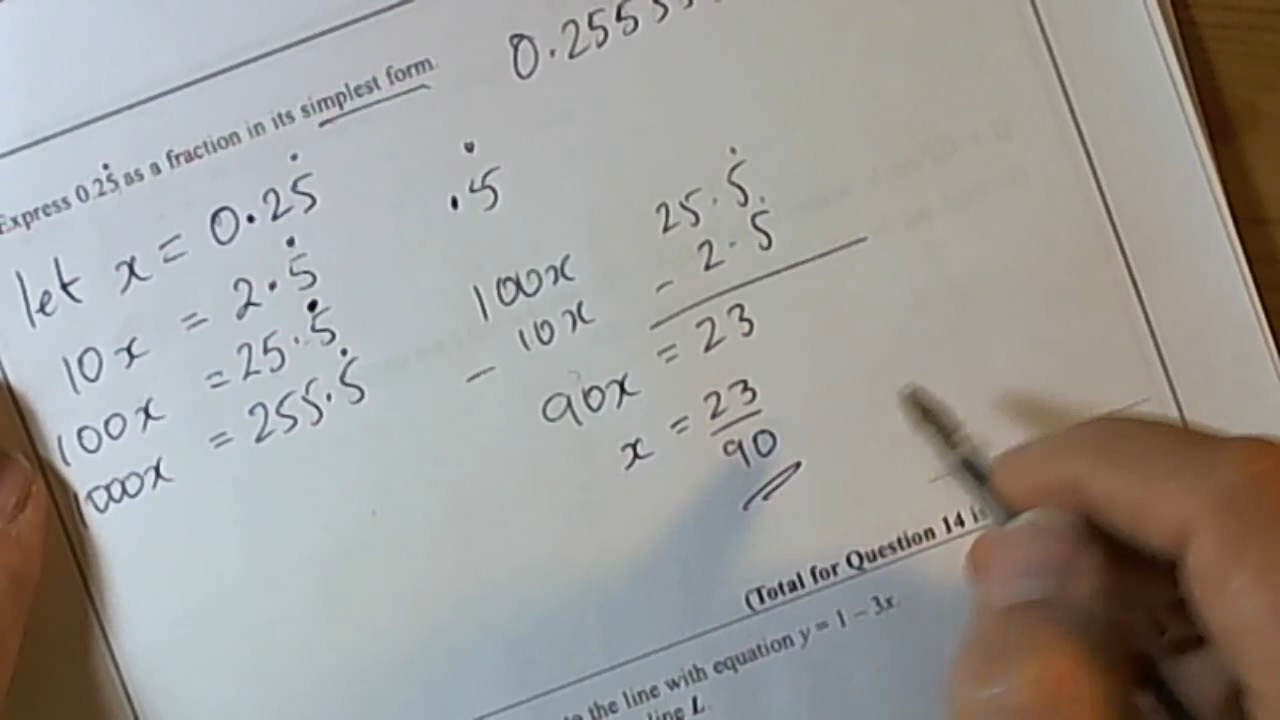 0.2555
Express 0.25̇ as a fraction in its simplest form.
let x = 0.25̇
.5̇
10x = 2.5̇
100x = 25.5̇
1000x = 255.5̇
100x 25.5̇
- 10x - 2.5̇
90x = 23
x = 23/90
(Total for Question 14 is
the line with equation y = 1 – 3x.
line L.